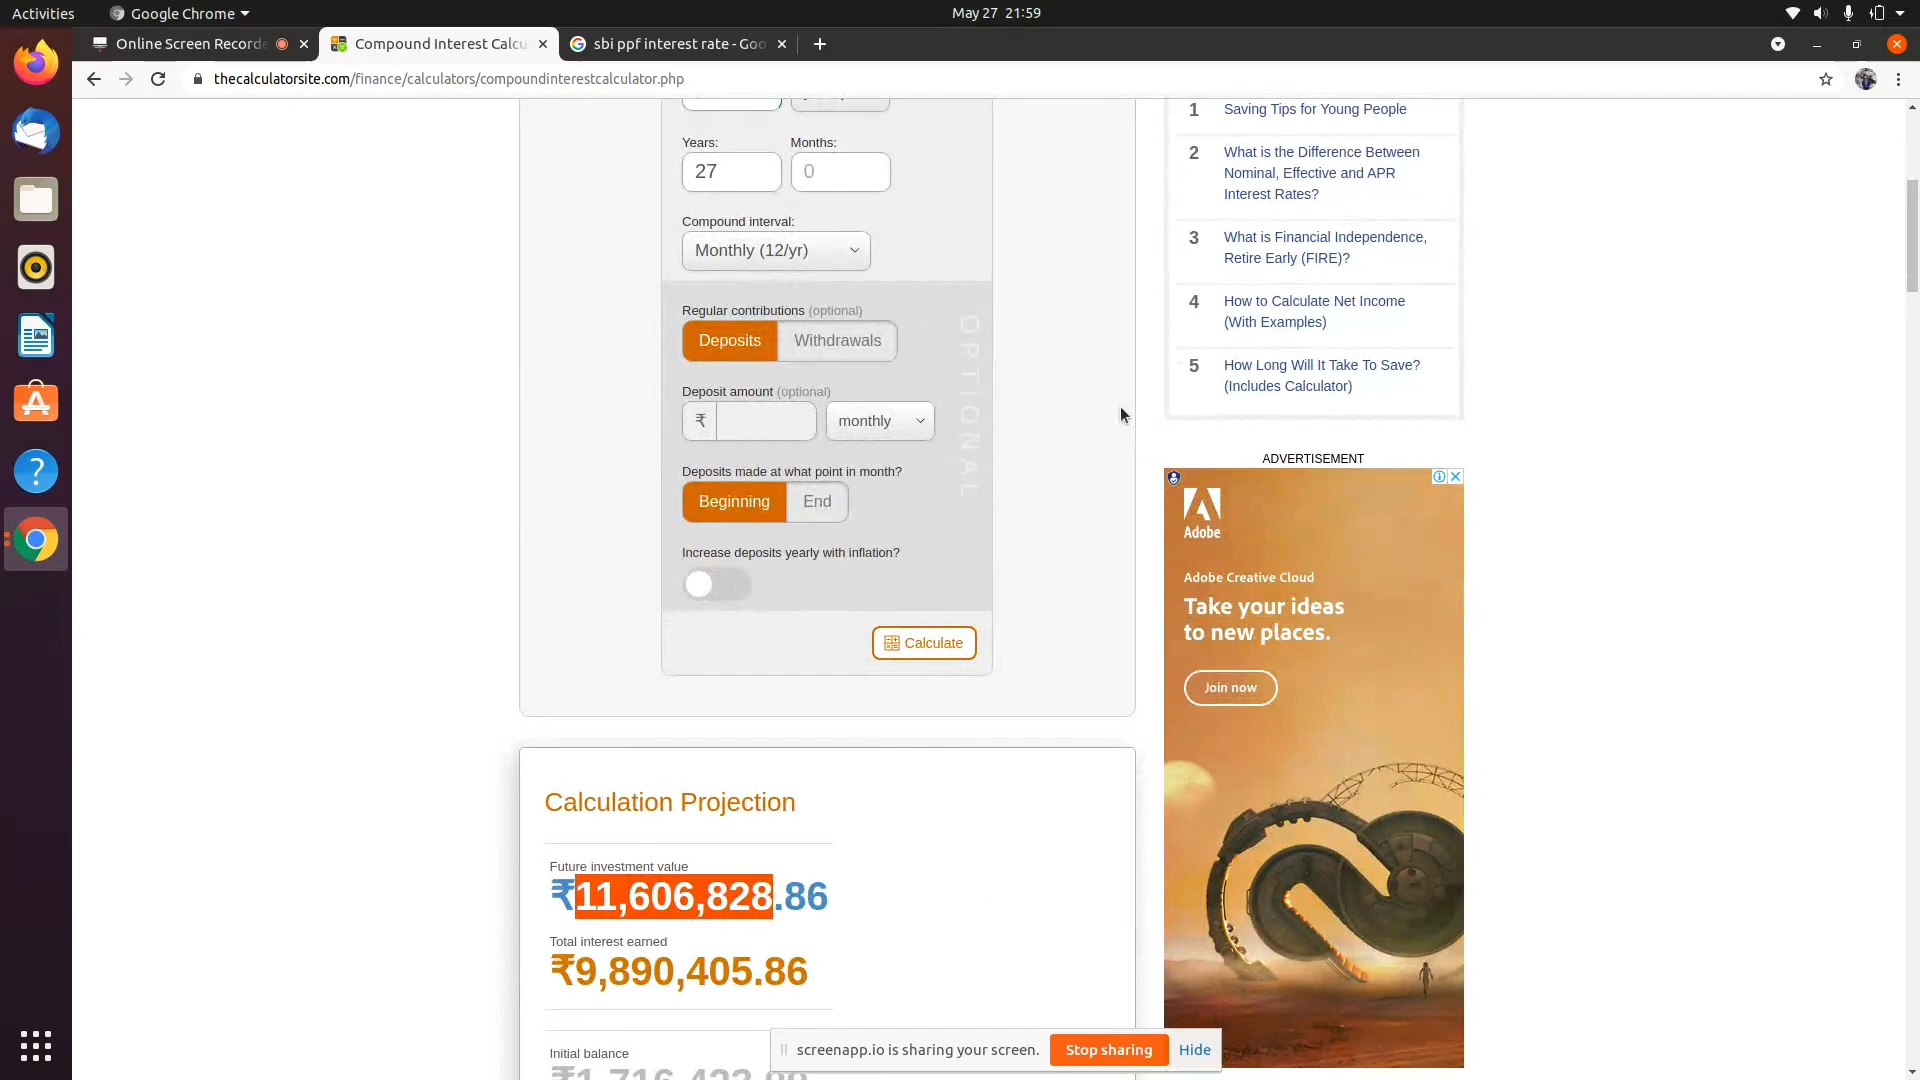 Activities
Google Chrome
May 27 21:59
Online Screen Recorde
Compound Interest Calcu
sbi ppf interest rate - Goo
thecalculatorsite.com/finance/calculators/compoundinterestcalculator.php
Years:
Months:
27
0
Compound interval:
Monthly (12/yr)
Regular contributions (optional)
Deposits
Withdrawals
Deposit amount (optional)
₹
monthly
Deposits made at what point in month?
Beginning
End
Increase deposits yearly with inflation?
OPTIONAL
Calculate
Calculation Projection
Future investment value
₹11,606,828.86
Total interest earned
₹9,890,405.86
Initial balance
1 Saving Tips for Young People
2 What is the Difference Between
Nominal, Effective and APR
Interest Rates?
3 What is Financial Independence,
Retire Early (FIRE)?
4 How to Calculate Net Income
(With Examples)
5 How Long Will It Take To Save?
(Includes Calculator)
ADVERTISEMENT
Adobe
Adobe Creative Cloud
Take your ideas
to new places.
Join now
screenapp.io is sharing your screen.
Stop sharing
Hide